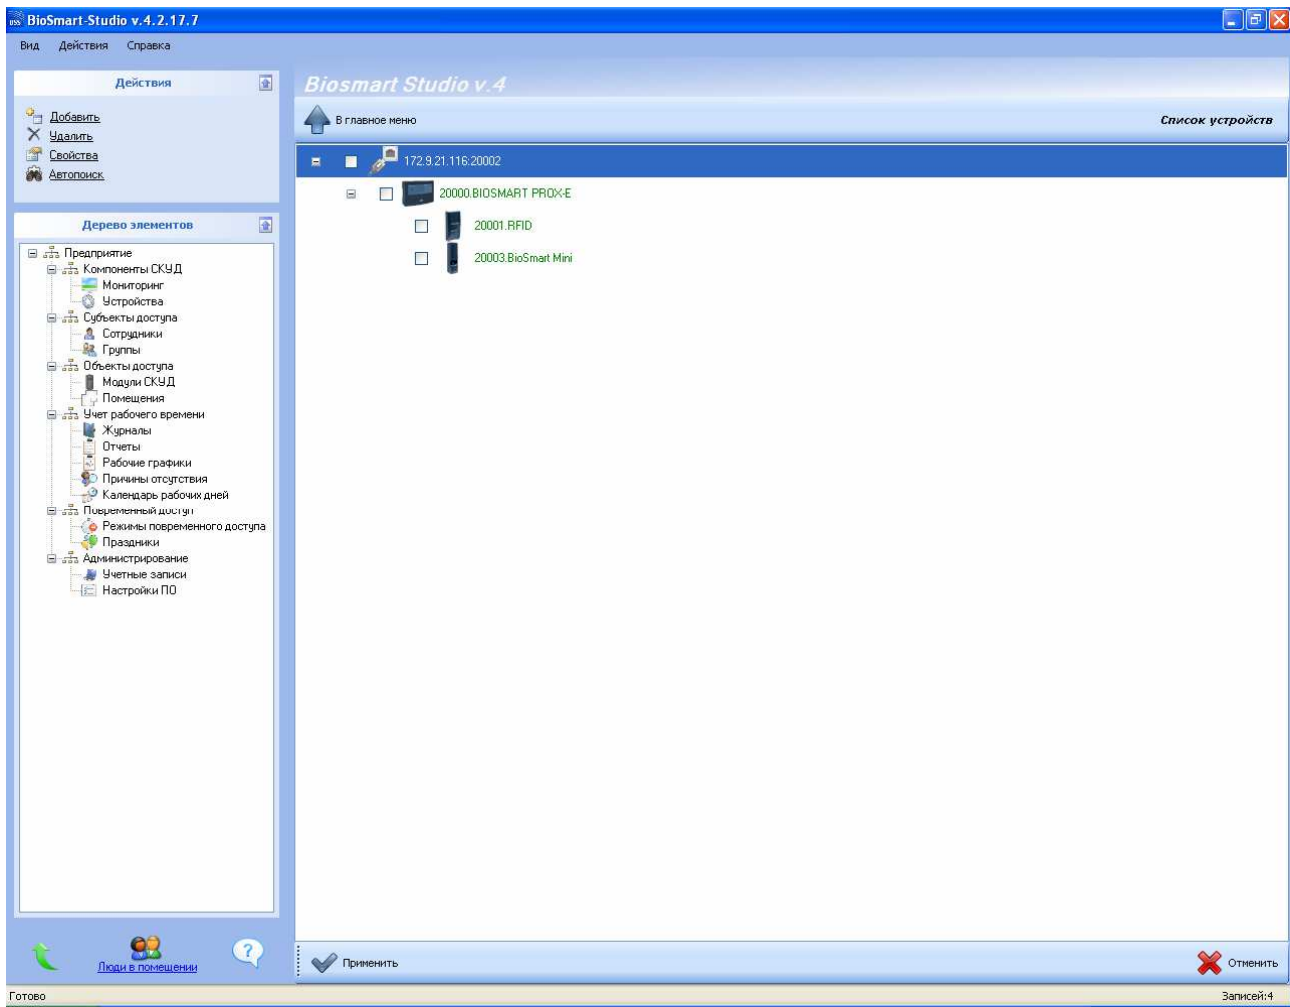 BioSmart-Studio v.4.2.17.7
Вид Действия Справка
Действия
Добавить
Удалить
Свойства
Автопоиск
Дерево элементов
Предприятие
Компоненты СКУД
Мониторинг
Устройства
Субъекты доступа
Сотрудники
Группы
Объекты доступа
Модули СКУД
Помещения
Учет рабочего времени
Журналы
Отчеты
Рабочие графики
Причины отсутствия
Календарь рабочих дней
Повременный доступ
Режимы повременного доступа
Праздники
Администрирование
Учетные записи
Настройки ПО
Люди в помещении
Biosmart Studio v.4
В главное меню Список устройств
172.9.21.116:20002
20000.BIOSMART PROX-E
20001.RFID
20003.BioSmart Mini
Применить Отменить
Готово Записей:4